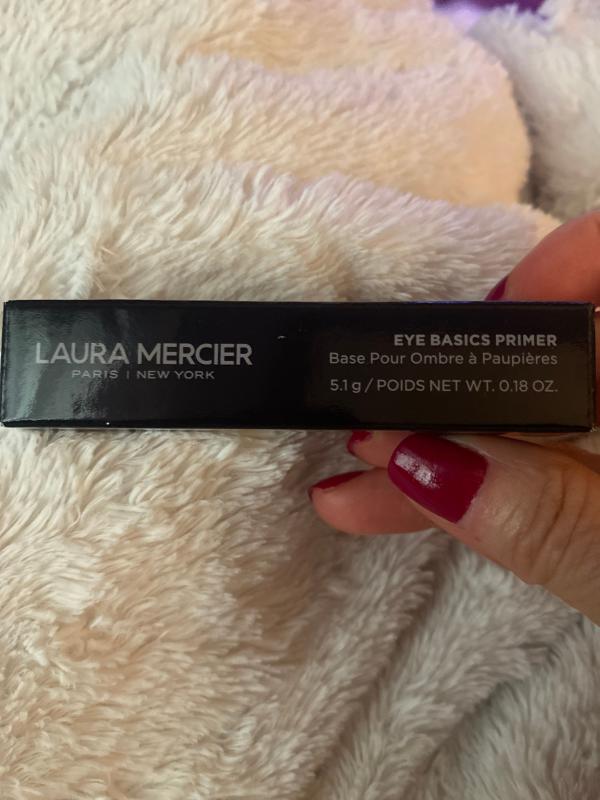 LAURA MERCIER
PARIS | NEW YORK
EYE BASICS PRIMER
Base Pour Ombre à Paupières
5.1 g / POIDS NET WT. 0.18 OZ.